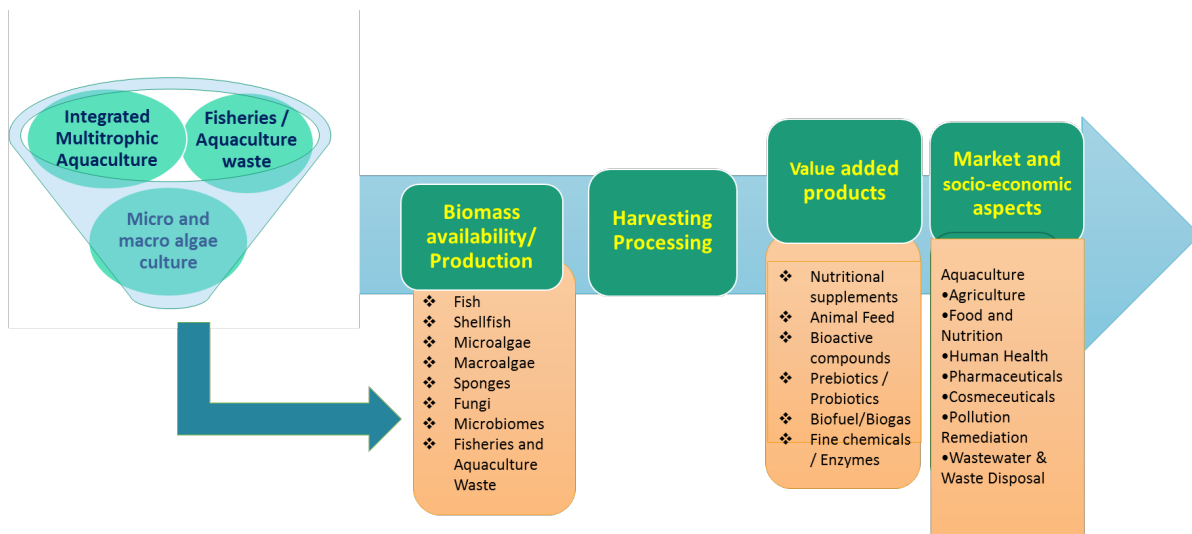 Integrated
Multitrophic
Aquaculture
Fisheries /
Aquaculture
waste
Micro and
macro algae
culture
Biomass
availability/
Production
❖ Fish
❖ Shellfish
❖ Microalgae
❖ Macroalgae
❖ Sponges
❖ Fungi
❖ Microbiomes
❖ Fisheries and
Aquaculture
Waste
Harvesting
Processing
Value added
products
❖ Nutritional
supplements
❖ Animal Feed
❖ Bioactive
compounds
❖ Prebiotics /
Probiotics
❖ Biofuel/Biogas
❖ Fine chemicals
/ Enzymes
Market and
socio-economic
aspects
Aquaculture
•Agriculture
•Food and
Nutrition
•Human Health
•Pharmaceuticals
•Cosmeceuticals
•Pollution
Remediation
•Wastewater &
Waste Disposal